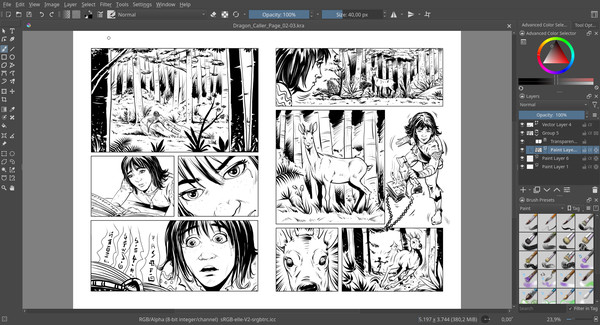 File Edit View Image Layer Select Filter Tools Settings Window Help
Normal
Opacity: 100%
Size: 40,00 px
Dragon_Caller_Page_02-03.kra
Advanced Color Selec...
Tool Opt...
Advanced Color Selector
Layers
Normal
Opacity: 100%
Vector Layer 4
Group 5
Transparen...
Paint Laye...
Paint Layer 6
Paint Layer 1
Brush Presets
Paint
Tag
Search
Filter in Tag
RGB/Alpha (8-bit integer/channel) sRGB-elle-V2-srgbtrc.icc
5.197 x 3.744 (380,2 MiB)
0,00°
23,9%